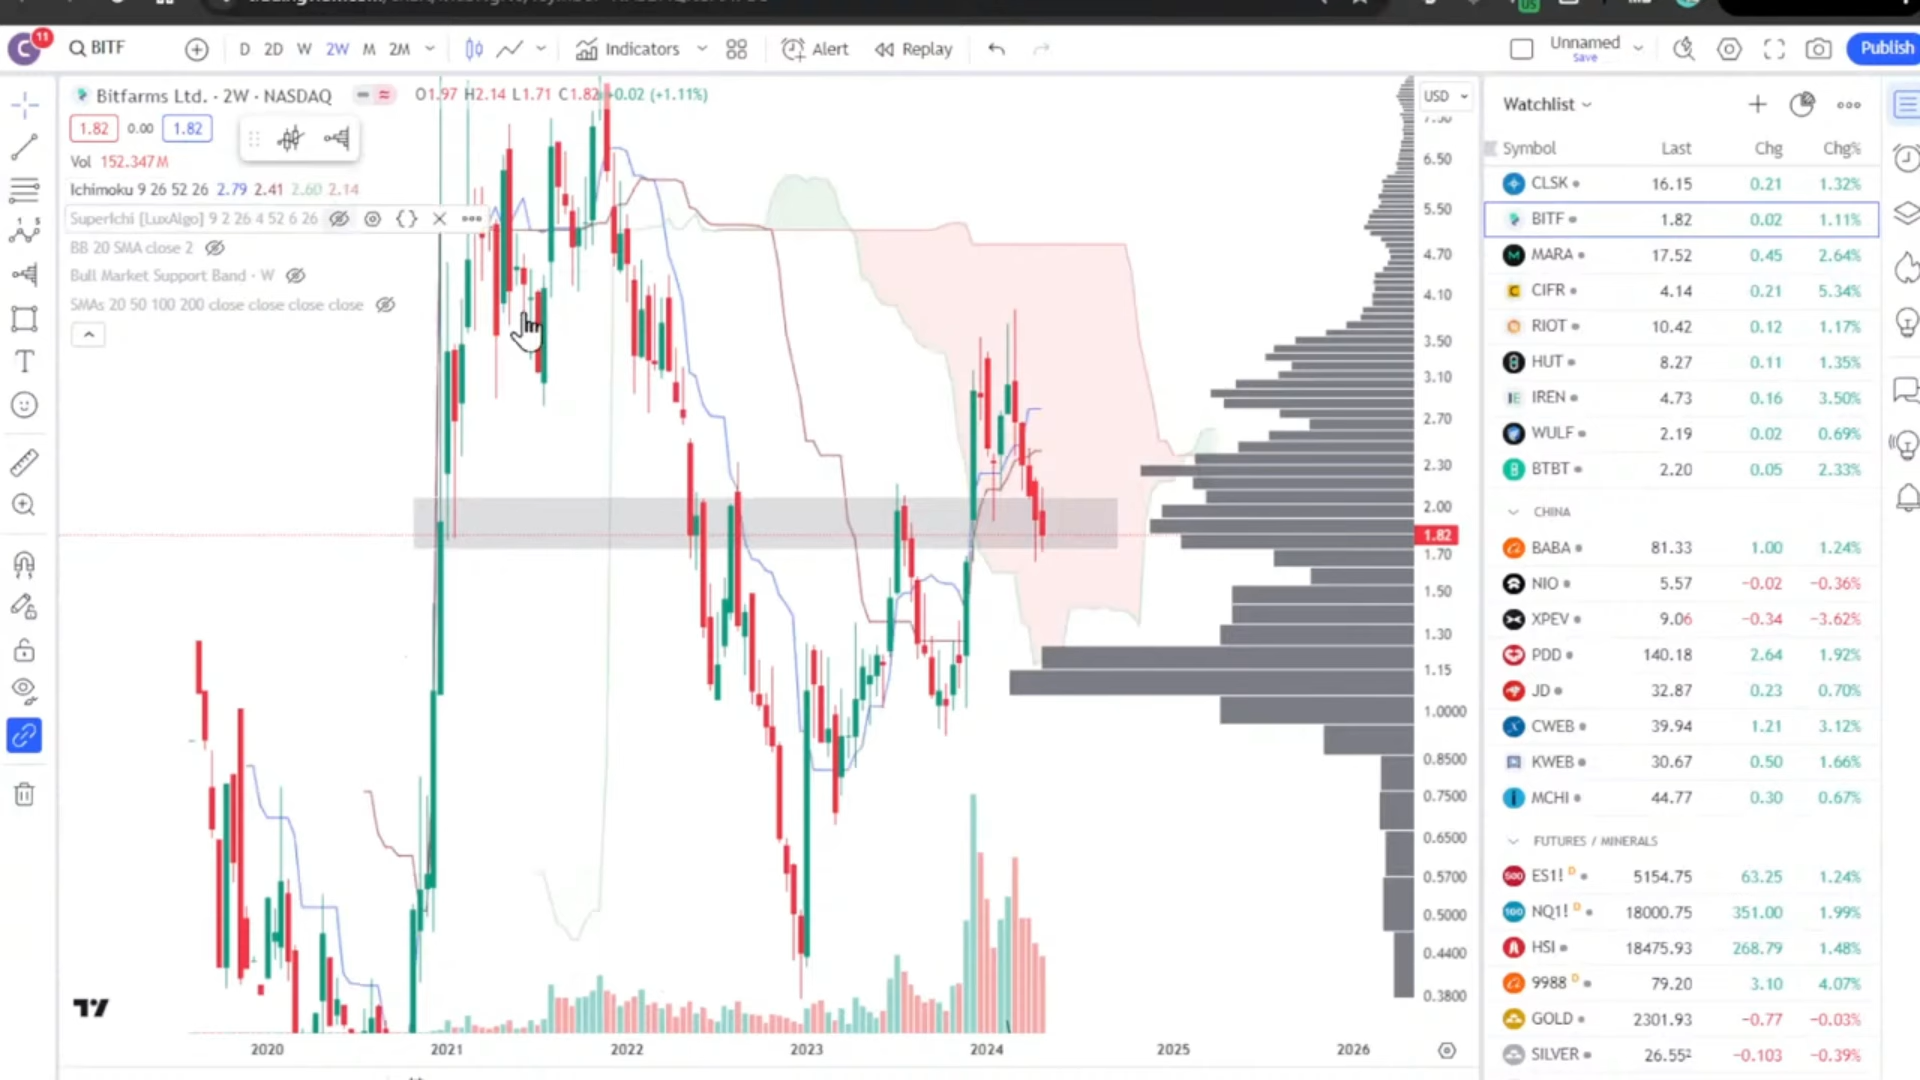 C 11 BITF D 2D W 2W M 2M Indicators Alert Replay Unnamed Save Publish
Bitfarms Ltd. · 2W · NASDAQ O1.97 H2.14 L1.71 C1.82 +0.02 (+1.11%)
1.82 0.00 1.82
Vol 152.347M
Ichimoku 9 26 52 26 2.79 2.41 2.60 2.14
SuperIchi [LuxAlgo] 9 2 26 4 52 6 26
BB 20 SMA close 2
Bull Market Support Band · W
SMAs 20 50 100 200 close close close close
USD
6.50
5.50
4.70
4.10
3.50
3.10
2.70
2.30
2.00
1.82
1.70
1.50
1.30
1.15
1.0000
0.8500
0.7500
0.6500
0.5700
0.5000
0.4400
0.3800
2020 2021 2022 2023 2024 2025 2026
Watchlist
Symbol Last Chg Chg%
CLSK 16.15 0.21 1.32%
BITF 1.82 0.02 1.11%
MARA 17.52 0.45 2.64%
CIFR 4.14 0.21 5.34%
RIOT 10.42 0.12 1.17%
HUT 8.27 0.11 1.35%
IREN 4.73 0.16 3.50%
WULF 2.19 0.02 0.69%
BTBT 2.20 0.05 2.33%
CHINA
BABA 81.33 1.00 1.24%
NIO 5.57 −0.02 −0.36%
XPEV 9.06 −0.34 −3.62%
PDD 140.18 2.64 1.92%
JD 32.87 0.23 0.70%
CWEB 39.94 1.21 3.12%
KWEB 30.67 0.50 1.66%
MCHI 44.77 0.30 0.67%
FUTURES / MINERALS
ES1! D 5154.75 63.25 1.24%
NQ1! D 18000.75 351.00 1.99%
HSI 18475.93 268.79 1.48%
9988 D 79.20 3.10 4.07%
GOLD 2301.93 −0.77 −0.03%
SILVER 26.55² −0.103 −0.39%